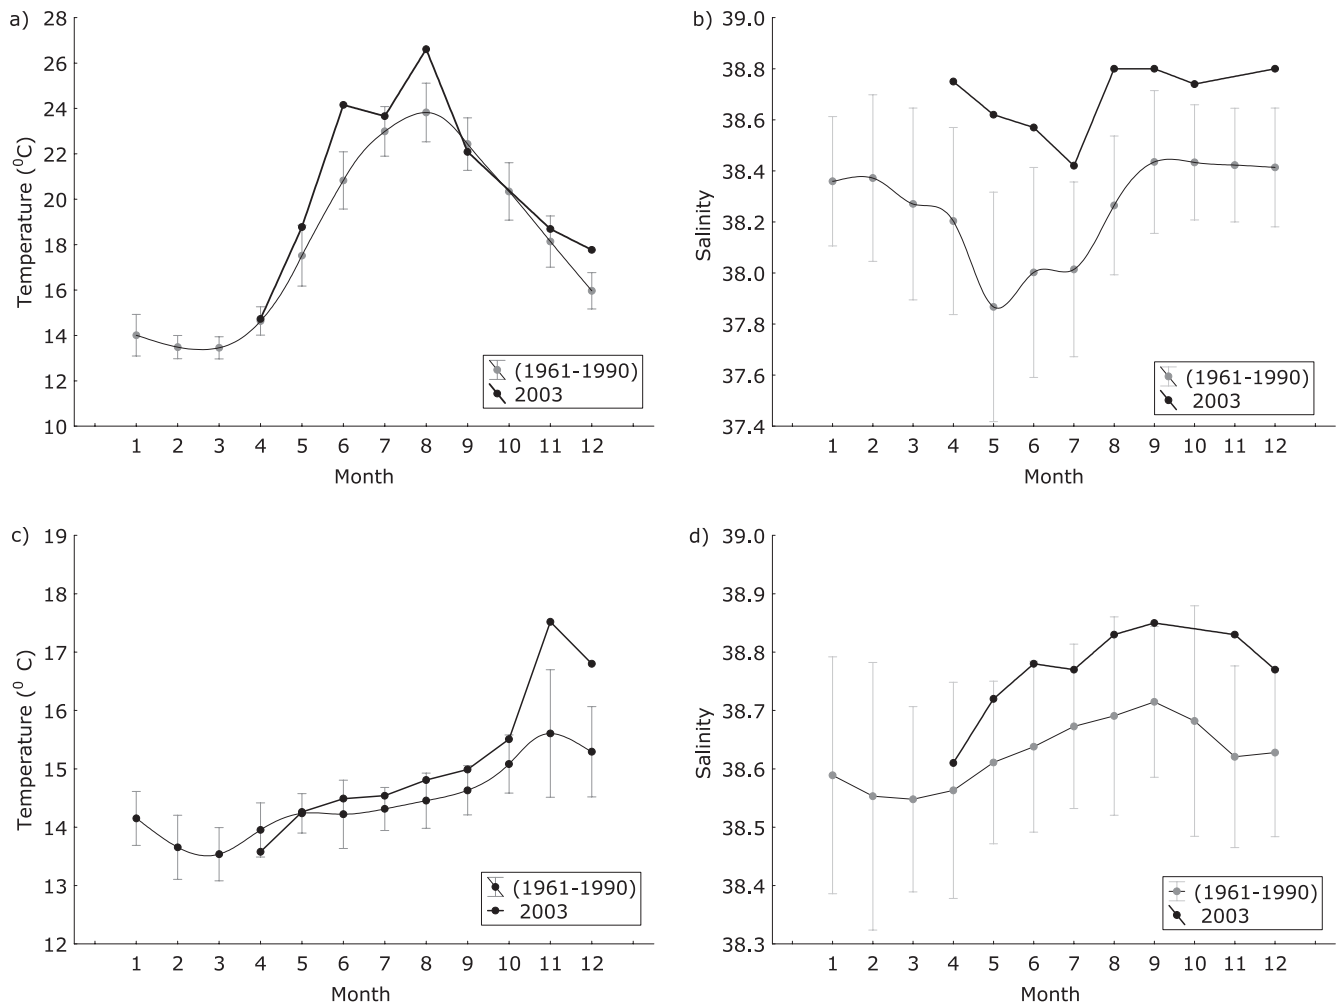 a)
Temperature (⁰C)
28
26
24
22
20
18
16
14
12
10
1 2 3 4 5 6 7 8 9 10 11 12
Month
(1961-1990)
2003
b)
Salinity
39.0
38.8
38.6
38.4
38.2
38.0
37.8
37.6
37.4
1 2 3 4 5 6 7 8 9 10 11 12
Month
(1961-1990)
2003
c)
Temperature (⁰ C)
19
18
17
16
15
14
13
12
1 2 3 4 5 6 7 8 9 10 11 12
Month
(1961-1990)
2003
d)
Salinity
39.0
38.9
38.8
38.7
38.6
38.5
38.4
38.3
1 2 3 4 5 6 7 8 9 10 11 12
Month
(1961-1990)
2003